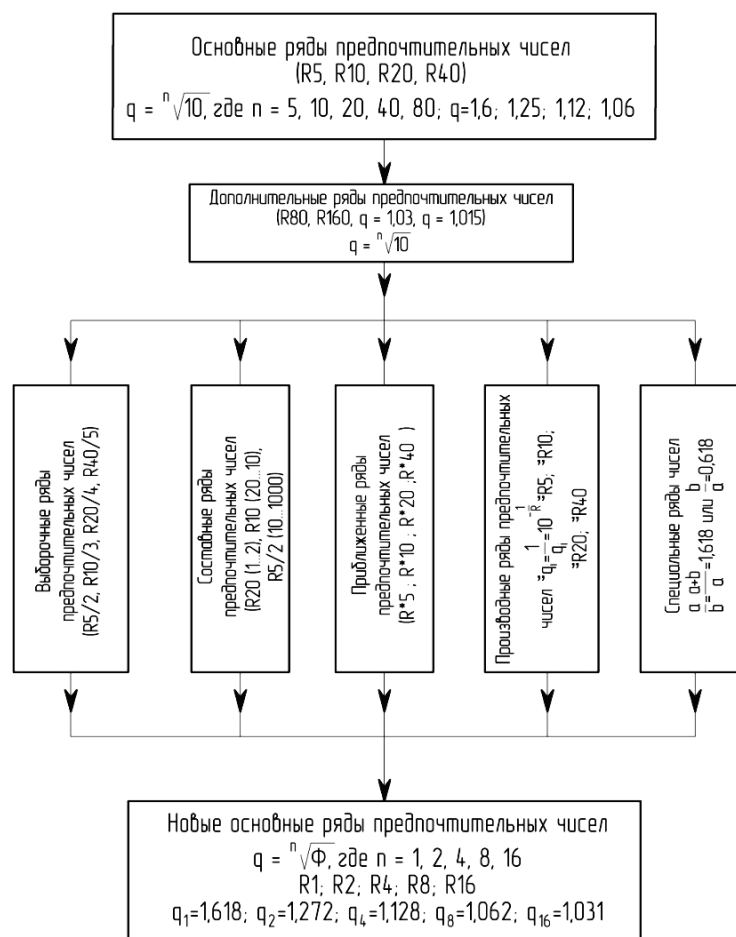 Основные ряды предпочтительных чисел
(R5, R10, R20, R40)
q = ⁿ√10, где n = 5, 10, 20, 40, 80; q=1,6; 1,25; 1,12; 1,06
Дополнительные ряды предпочтительных чисел
(R80, R160, q = 1,03, q = 1,015)
q = ⁿ√10
Выборочные ряды
предпочтительных чисел
(R5/2, R10/3, R20/4, R40/5)
Составные ряды
предпочтительных чисел
(R20 (1...2), R10 (20...10),
R5/2 (10...1000)
Приближенные ряды
предпочтительных чисел
(R*5 ; R*10 ; R*20 ;R*40 )
Производные ряды предпочтительных
чисел "qᵢ=1/qᵢ=10^(-1/R) "R5; "R10;
"R20; "R40
Специальные ряды чисел
a/b=(a+b)/a=1,618 или b/a=0,618
Новые основные ряды предпочтительных чисел
q = ⁿ√Ф, где n = 1, 2, 4, 8, 16
R1; R2; R4; R8; R16
q₁=1,618; q₂=1,272; q₄=1,128; q₈=1,062; q₁₆=1,031